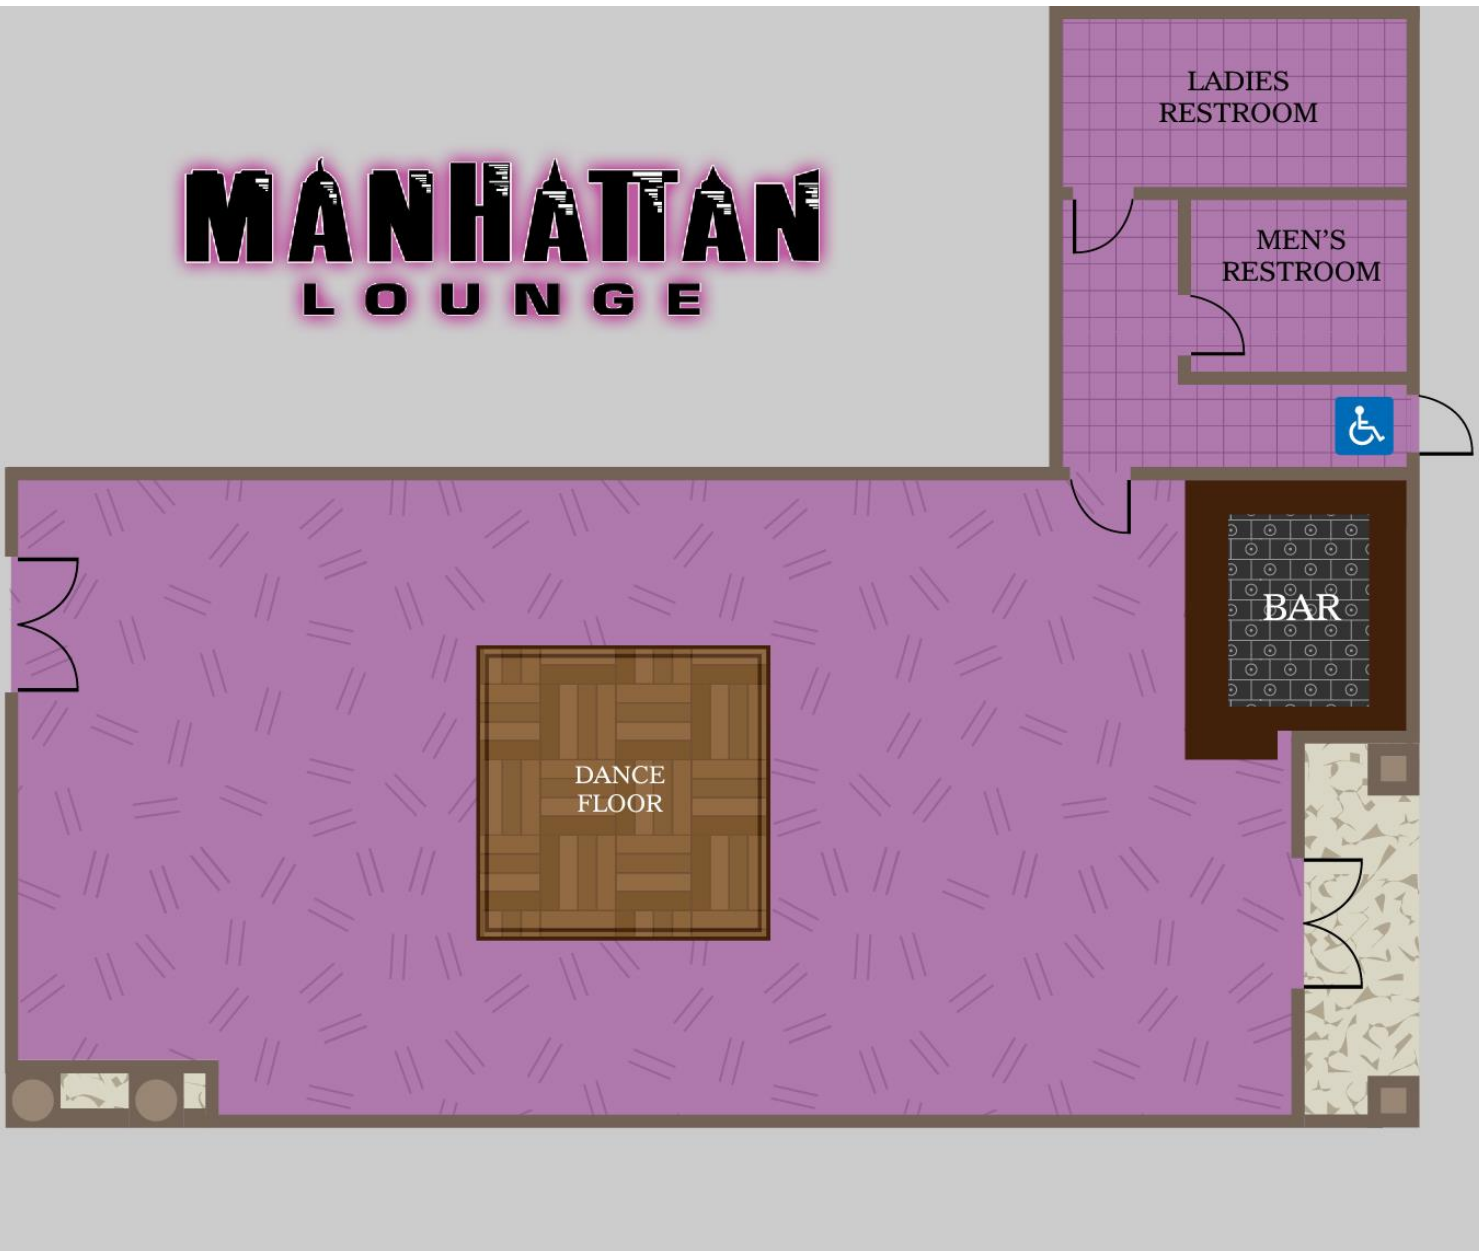 LADIES
RESTROOM
MANHATTAN
LOUNGE
MEN’S
RESTROOM
BAR
DANCE
FLOOR